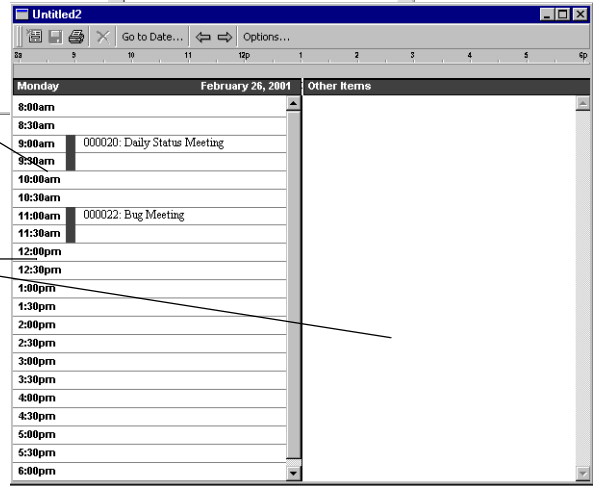 Untitled2
Go to Date... Options...
8a 9 10 11 12p 1 2 3 4 5 6p
Monday February 26, 2001 Other Items
8:00am
8:30am
9:00am 000020: Daily Status Meeting
9:30am
10:00am
10:30am
11:00am 000022: Bug Meeting
11:30am
12:00pm
12:30pm
1:00pm
1:30pm
2:00pm
2:30pm
3:00pm
3:30pm
4:00pm
4:30pm
5:00pm
5:30pm
6:00pm